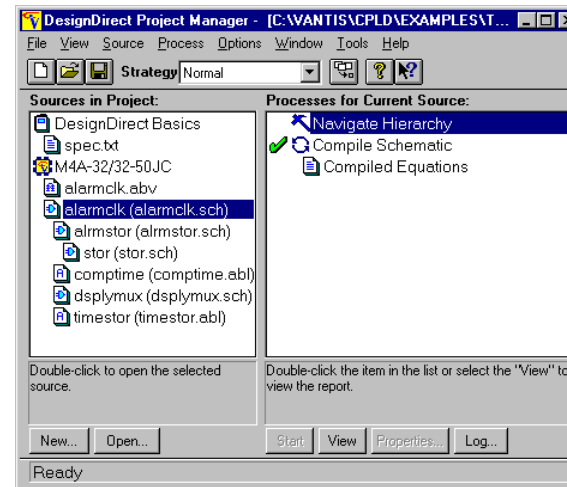 DesignDirect Project Manager - [C:\VANTIS\CPLD\EXAMPLES\T...
File View Source Process Options Window Tools Help
Strategy Normal
Sources in Project:
DesignDirect Basics
spec.txt
M4A-32/32-50JC
alarmclk.abv
alarmclk (alarmclk.sch)
alrmstor (alrmstor.sch)
stor (stor.sch)
comptime (comptime.abl)
dsplymux (dsplymux.sch)
timestor (timestor.abl)
Double-click to open the selected
source.
New... Open...
Processes for Current Source:
Navigate Hierarchy
Compile Schematic
Compiled Equations
Double-click the item in the list or select the "View" to
view the report.
Start View Properties... Log...
Ready